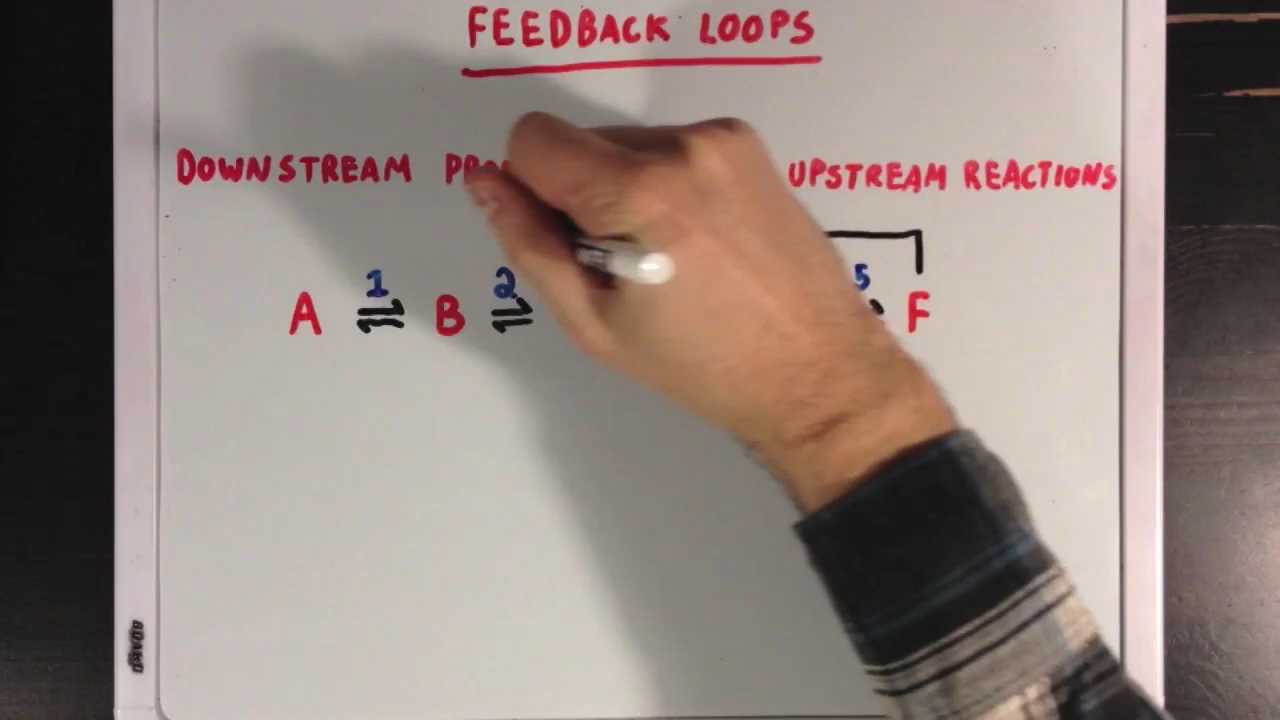 FEEDBACK LOOPS
DOWNSTREAM UPSTREAM REACTIONS
1 2 5
A ⇌ B ⇌ F